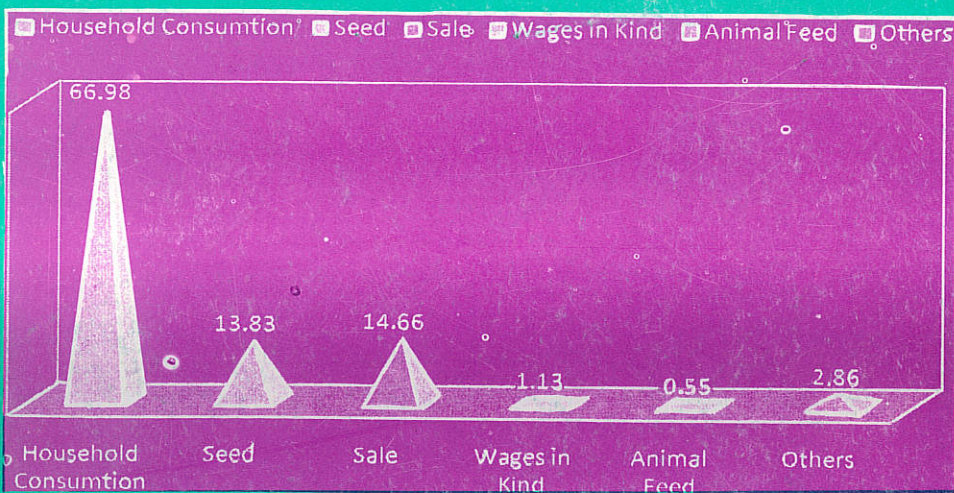 Household Consumtion Seed Sale Wages in Kind Animal Feed Others
66.98
13.83
14.66
1.13
0.55
2.86
Household
Consumtion
Seed
Sale
Wages in
Kind
Animal
Feed
Others